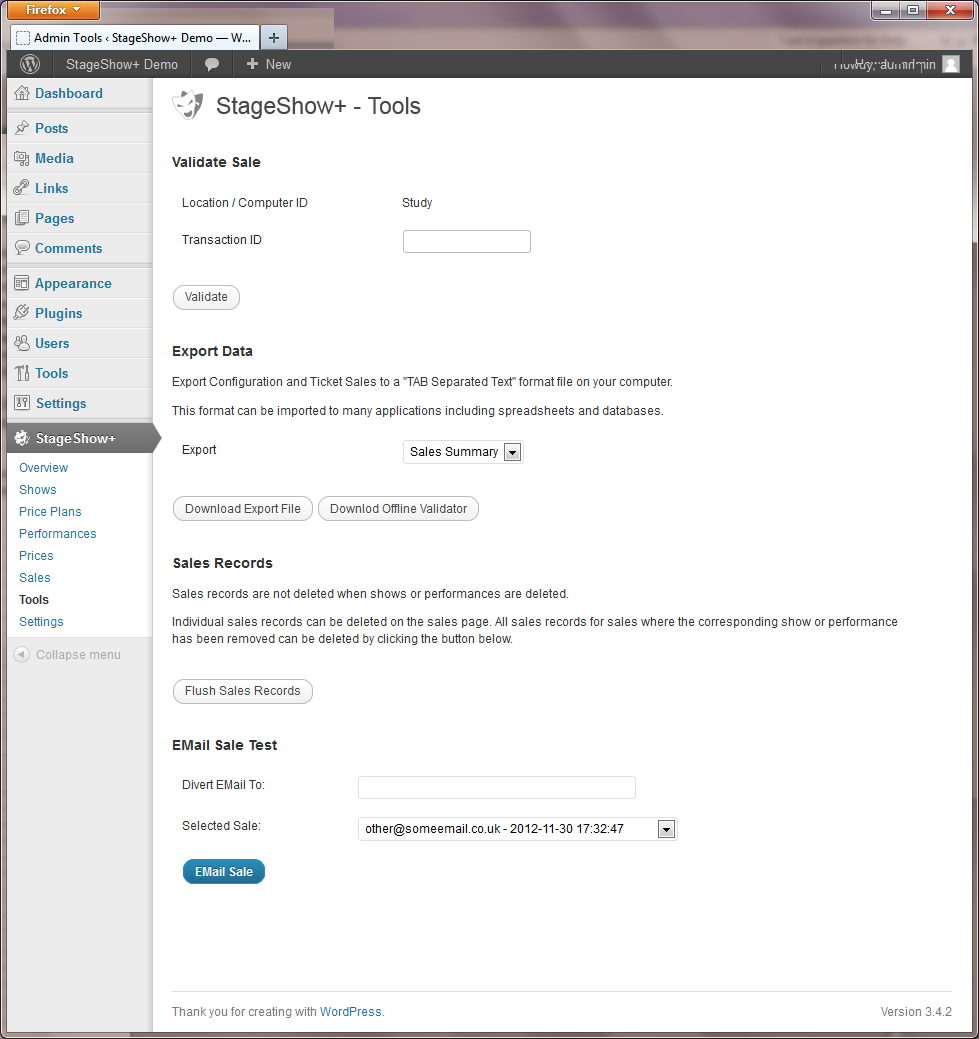 Firefox
Admin Tools ‹ StageShow+ Demo — W...
StageShow+ Demo
New
Dashboard
Posts
Media
Links
Pages
Comments
Appearance
Plugins
Users
Tools
Settings
StageShow+
Overview
Shows
Price Plans
Performances
Prices
Sales
Tools
Settings
Collapse menu
StageShow+ - Tools
Validate Sale
Location / Computer ID Study
Transaction ID
Validate
Export Data
Export Configuration and Ticket Sales to a "TAB Separated Text" format file on your computer.
This format can be imported to many applications including spreadsheets and databases.
Export Sales Summary
Download Export File Downlod Offline Validator
Sales Records
Sales records are not deleted when shows or performances are deleted.
Individual sales records can be deleted on the sales page. All sales records for sales where the corresponding show or performance
has been removed can be deleted by clicking the button below.
Flush Sales Records
EMail Sale Test
Divert EMail To:
Selected Sale: other@someemail.co.uk - 2012-11-30 17:32:47
EMail Sale
Thank you for creating with WordPress. Version 3.4.2